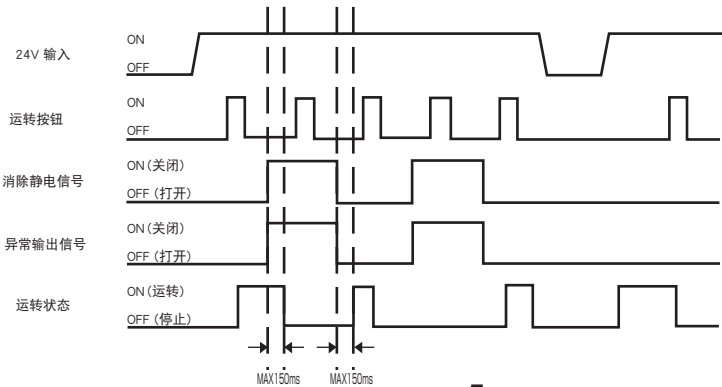 24V 输入
ON
OFF
运转按钮
ON
OFF
消除静电信号
ON (关闭)
OFF (打开)
异常输出信号
ON (关闭)
OFF (打开)
运转状态
ON (运转)
OFF (停止)
MAX150ms MAX150ms